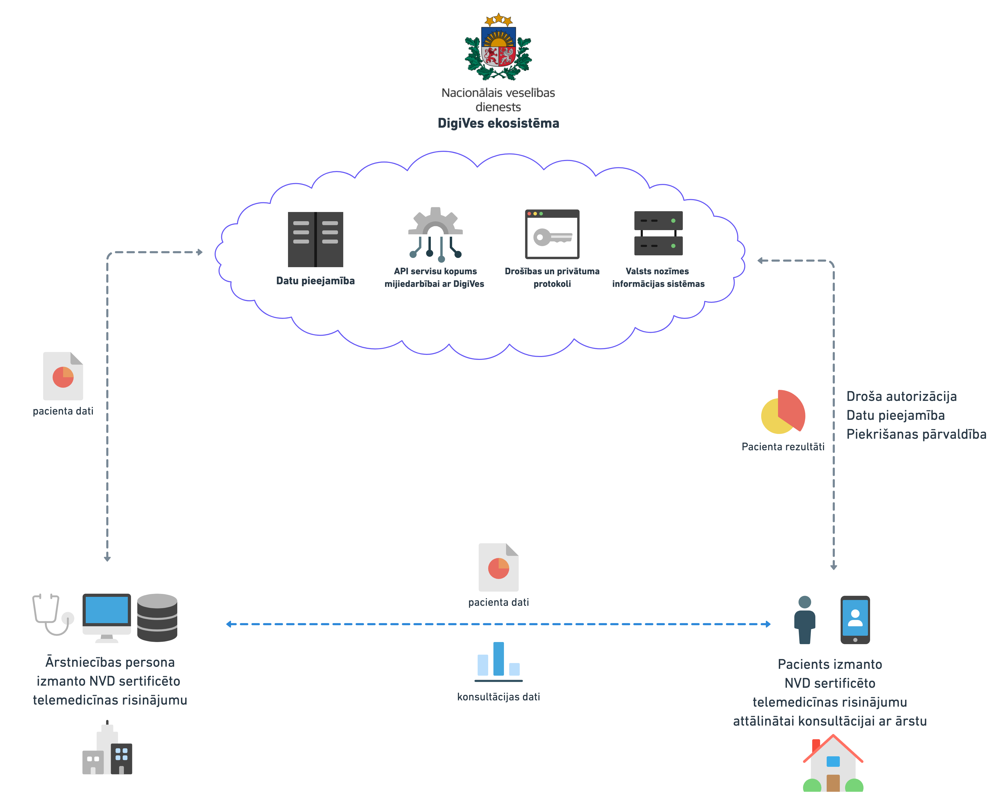 Nacionālais veselības
dienests
DigiVes ekosistēma
Datu pieejamība
API servisu kopums
mijiedarbībai ar DigiVes
Drošības un privātuma
protokoli
Valsts nozīmes
informācijas sistēmas
pacienta dati
Pacienta rezultāti
Droša autorizācija
Datu pieejamība
Piekrišanas pārvaldība
pacienta dati
konsultācijas dati
Ārstniecības persona
izmanto NVD sertificēto
telemedicīnas risinājumu
Pacients izmanto
NVD sertificēto
telemedicīnas risinājumu
attālinātai konsultācijai ar ārstu